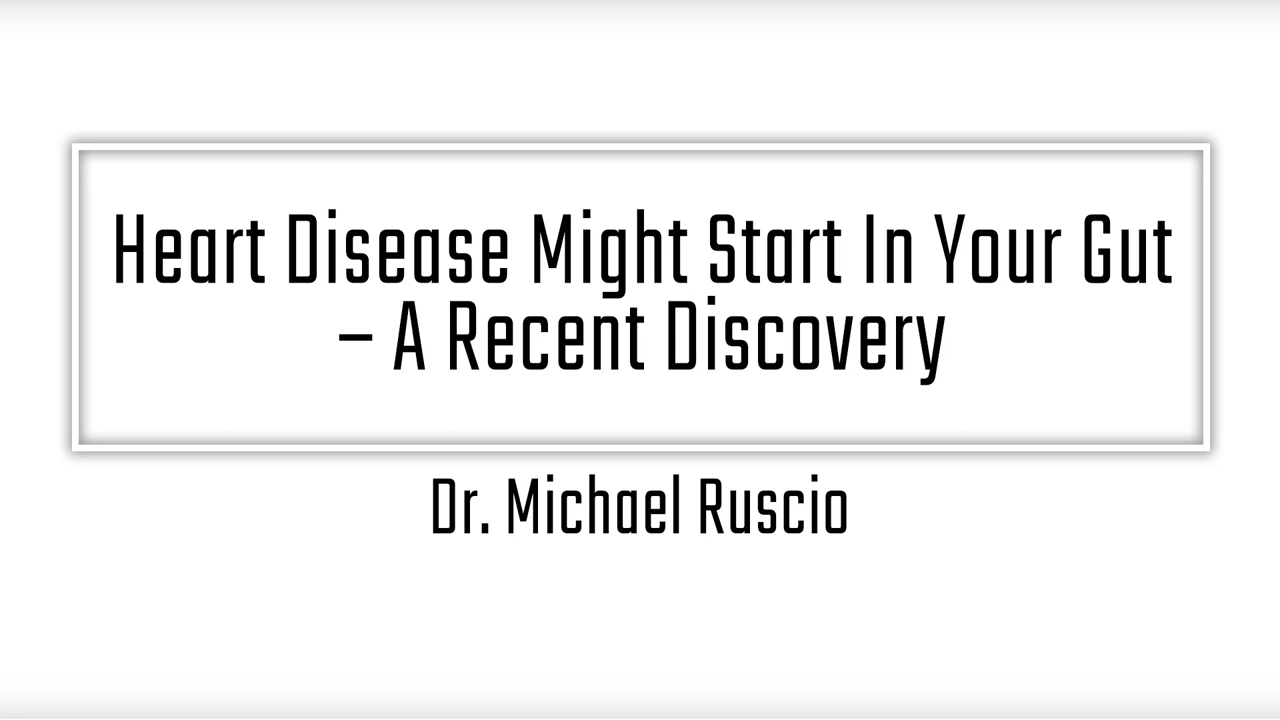 Heart Disease Might Start In Your Gut
– A Recent Discovery
Dr. Michael Ruscio